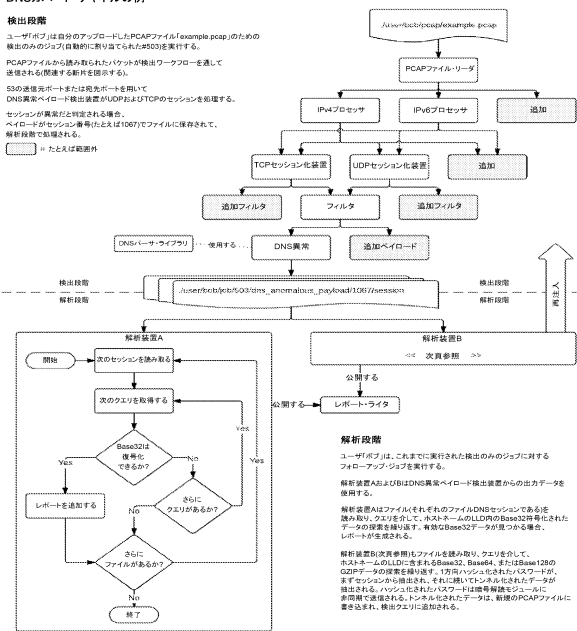 検出段階
ユーザ「ボブ」は自分のアップロードしたPCAPファイル「example.pcap」のための
検出のみのジョブ(自動的に割り当てられた#503)を実行する。
PCAPファイルから読み取られたパケットが検出ワークフローを通して
送信される(関連する断片を図示する)。
53の送信元ポートまたは宛先ポートを用いて
DNS異常ペイロード検出装置がUDPおよびTCPのセッションを処理する。
セッションが異常だと判定される場合、
ペイロードがセッション番号(たとえば1067)でファイルに保存されて、
解析段階で処理される。
= たとえば範囲外
/user/bob/pcap/example.pcap
PCAPファイル・リーダ
IPv4プロセッサ
IPv6プロセッサ
追加
TCPセッション化装置
UDPセッション化装置
追加
追加フィルタ
フィルタ
追加フィルタ
DNSパーサ・ライブラリ
使用する
DNS異常
追加ペイロード
検出段階
解析段階
/user/bob/job/503/dns_anomalous_payload/1067/session
検出段階
解析段階
再注入
解析装置A
開始
次のセッションを読み取る
次のクエリを取得する
Base32は
復号化
できるか?
Yes
No
レポートを追加する
さらに
クエリがあるか?
Yes
No
さらに
ファイルがあるか?
Yes
No
終了
解析装置B
<< 次頁参照 >>
公開する
公開する
レポート・ライタ
解析段階
ユーザ「ボブ」は、これまでに実行された検出のみのジョブに対する
フォローアップ・ジョブを実行する。
解析装置AおよびBはDNS異常ペイロード検出装置からの出力データを
使用する。
解析装置Aはファイル(それぞれのファイルDNSセッションである)を
読み取り、クエリを介して、ホストネームのLLD内のBase32符号化された
データの探索を繰り返す。有効なBase32データが見つかる場合、
レポートが生成される。
解析装置B(次頁参照)もファイルを読み取り、クエリを介して、
ホストネームのLLDに含まれるBase32、Base64、またはBase128の
GZIPデータの探索を繰り返す。1方向ハッシュ化されたパスワードが、
まずセッションから抽出され、それに続いてトンネル化されたデータが
抽出される。ハッシュ化されたパスワードは暗号解読モジュールに
非同期で送信される。トンネル化されたデータは、新規のPCAPファイルに
書き込まれ、検出クエリに追加される。